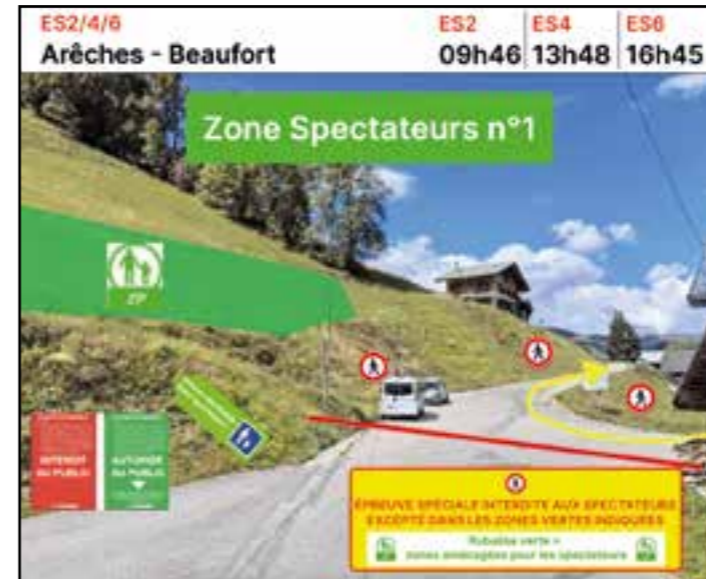 ES2/4/6
Arêches - Beaufort
ES2 ES4 ES6
09h46 13h48 16h45
Zone Spectateurs n°1
ZP
INTERDIT
AU PUBLIC
AUTORISÉ
AU PUBLIC
ÉPREUVE SPÉCIALE INTERDITE AUX SPECTATEURS
EXCEPTÉ DANS LES ZONES VERTES INDIQUÉES
Rubalise verte =
zones aménagées pour les spectateurs